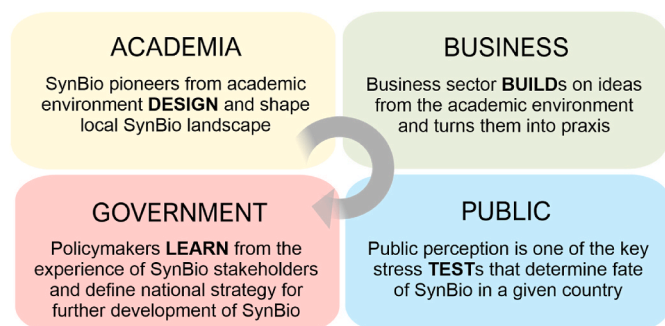 ACADEMIA
SynBio pioneers from academic
environment DESIGN and shape
local SynBio landscape
BUSINESS
Business sector BUILDs on ideas
from the academic environment
and turns them into praxis
GOVERNMENT
Policymakers LEARN from the
experience of SynBio stakeholders
and define national strategy for
further development of SynBio
PUBLIC
Public perception is one of the key
stress TESTs that determine fate
of SynBio in a given country